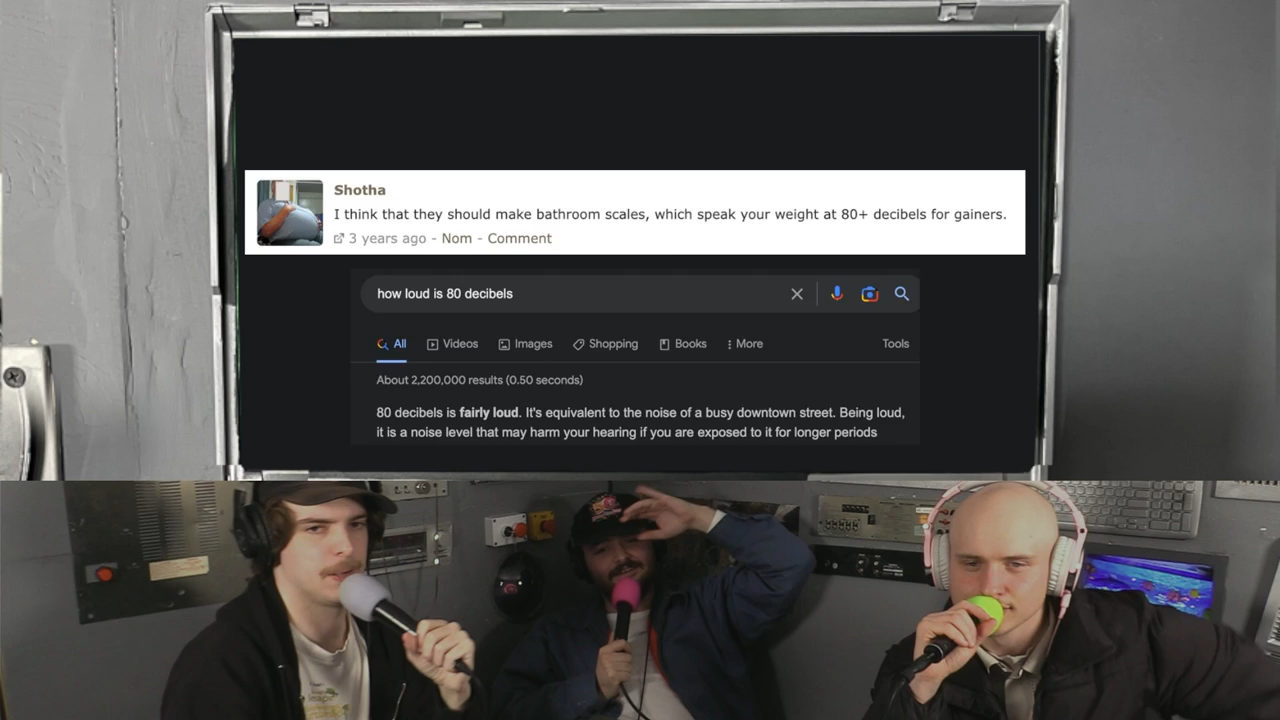 Shotha
I think that they should make bathroom scales, which speak your weight at 80+ decibels for gainers.
3 years ago - Nom - Comment
how loud is 80 decibels
All Videos Images Shopping Books More Tools
About 2,200,000 results (0.50 seconds)
80 decibels is fairly loud. It's equivalent to the noise of a busy downtown street. Being loud,
it is a noise level that may harm your hearing if you are exposed to it for longer periods